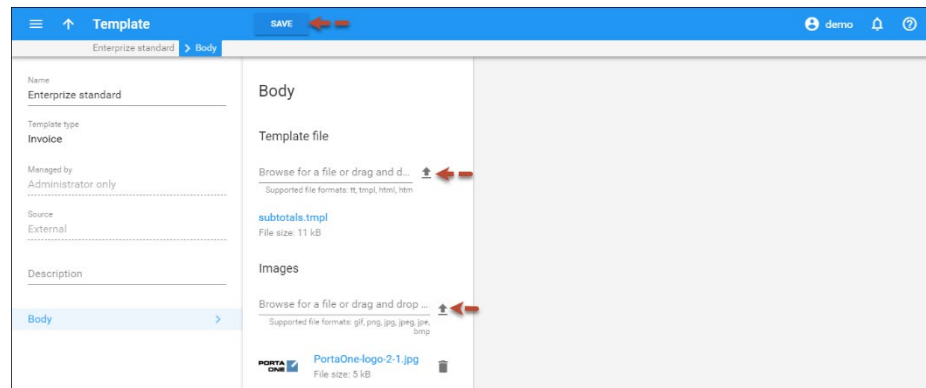 Template
SAVE
demo
Enterprize standard > Body
Name
Enterprize standard
Template type
Invoice
Managed by
Administrator only
Source
External
Description
Body
Body
Template file
Browse for a file or drag and d...
Supported file formats: tt, tmpl, html, htm
subtotals.tmpl
File size: 11 kB
Images
Browse for a file or drag and drop ...
Supported file formats: gif, png, jpg, jpeg, jpe,
bmp
PORTA
ONE
PortaOne-logo-2-1.jpg
File size: 5 kB